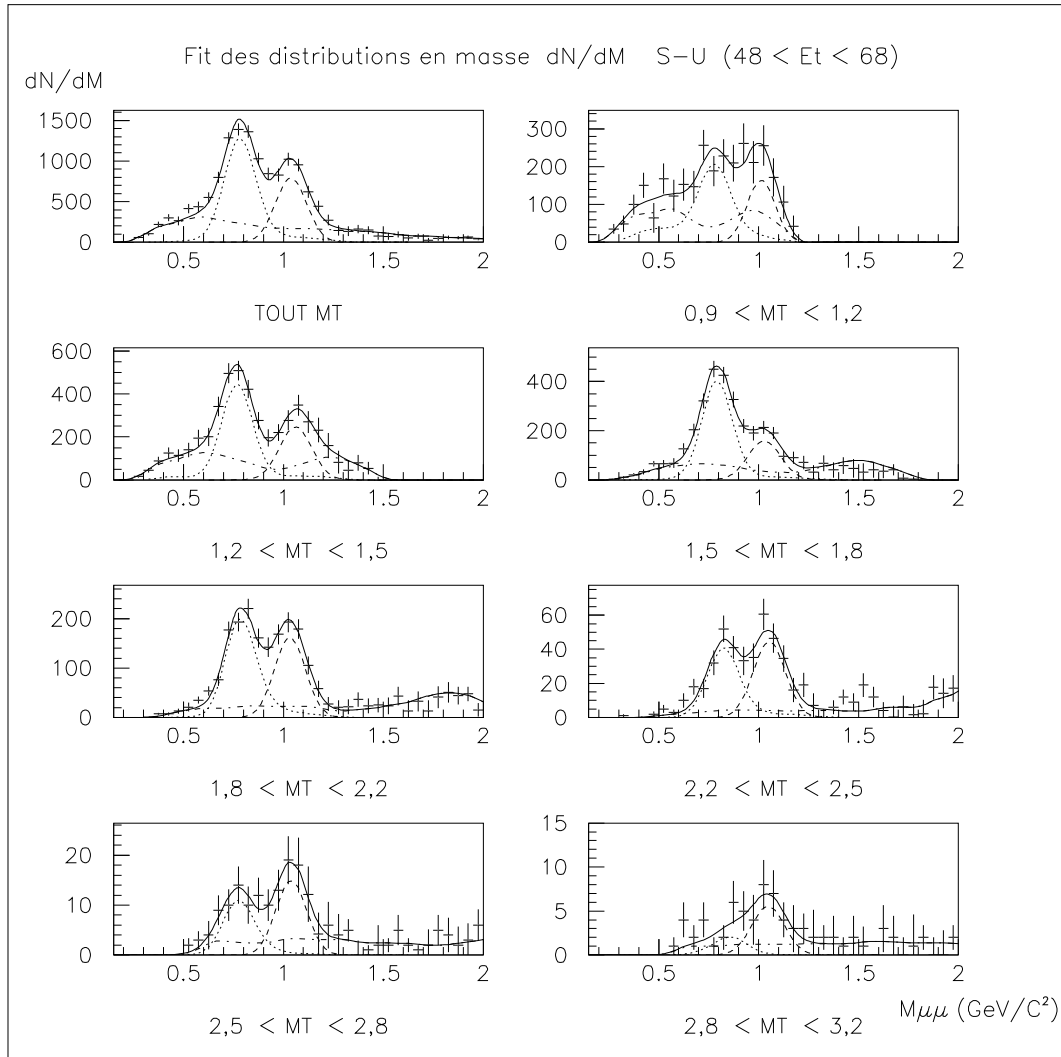 Fit des distributions en masse dN/dM S−U (48 < Et < 68)
dN/dM
1500
1000
500
0
0.5 1 1.5 2
TOUT MT
300
200
100
0
0.5 1 1.5 2
0,9 < MT < 1,2
600
400
200
0
0.5 1 1.5 2
1,2 < MT < 1,5
400
200
0
0.5 1 1.5 2
1,5 < MT < 1,8
200
100
0
0.5 1 1.5 2
1,8 < MT < 2,2
60
40
20
0
0.5 1 1.5 2
2,2 < MT < 2,5
20
10
0
0.5 1 1.5 2
2,5 < MT < 2,8
15
10
5
0
0.5 1 1.5 2
Mμμ (GeV/C²)
2,8 < MT < 3,2